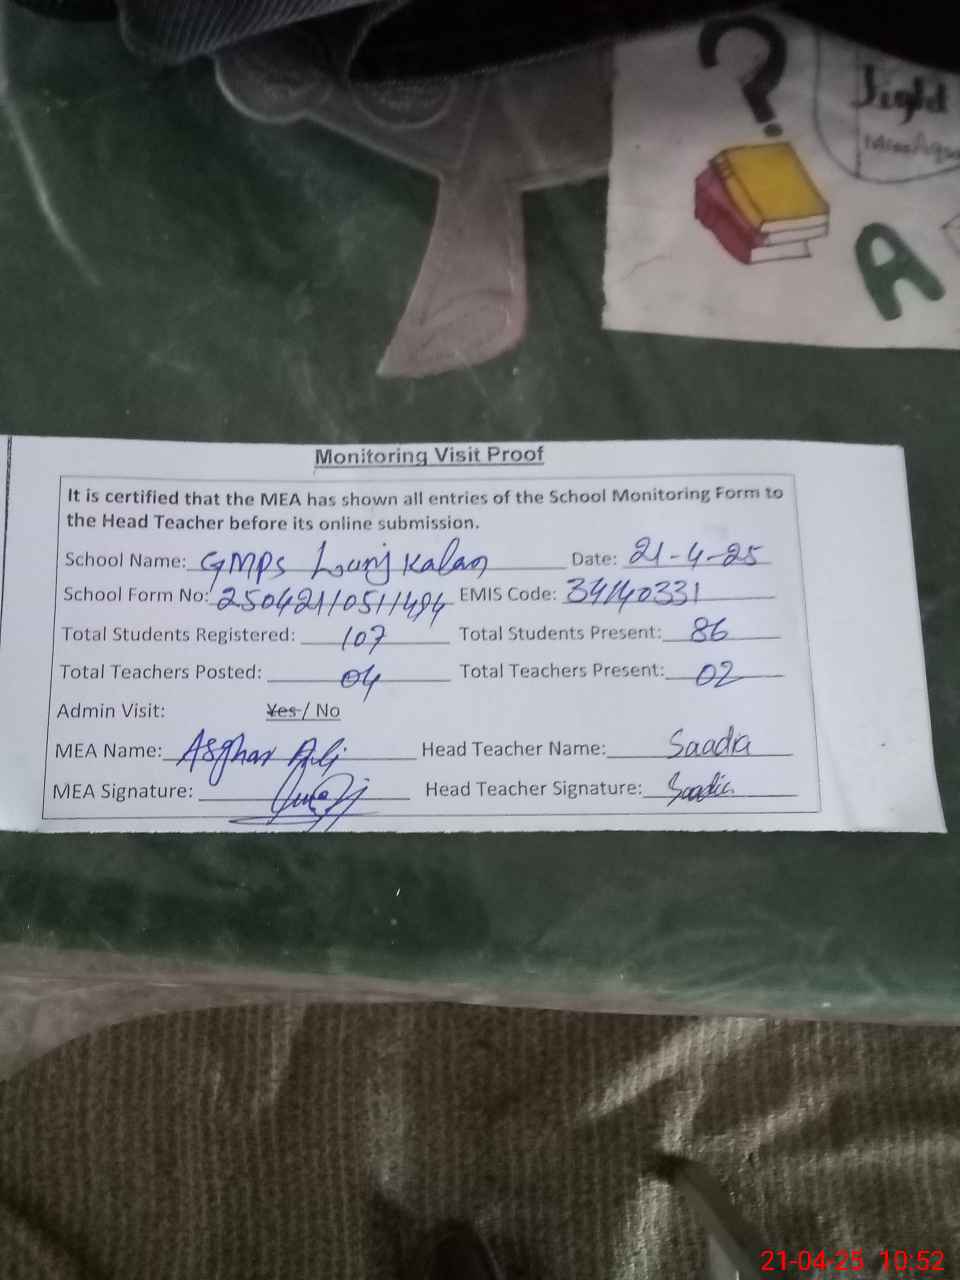 Light
Miss
A
Monitoring Visit Proof
It is certified that the MEA has shown all entries of the School Monitoring Form to
the Head Teacher before its online submission.
School Name: GMPS Lunj Kalan Date: 21-4-25
School Form No: 25042110511494 EMIS Code: 34140331
Total Students Registered: 107 Total Students Present: 86
Total Teachers Posted: 04 Total Teachers Present: 02
Admin Visit: Yes / No
MEA Name: Asghar Ali Head Teacher Name: Saadia
MEA Signature: Head Teacher Signature: Saadia
21-04-25 10:52